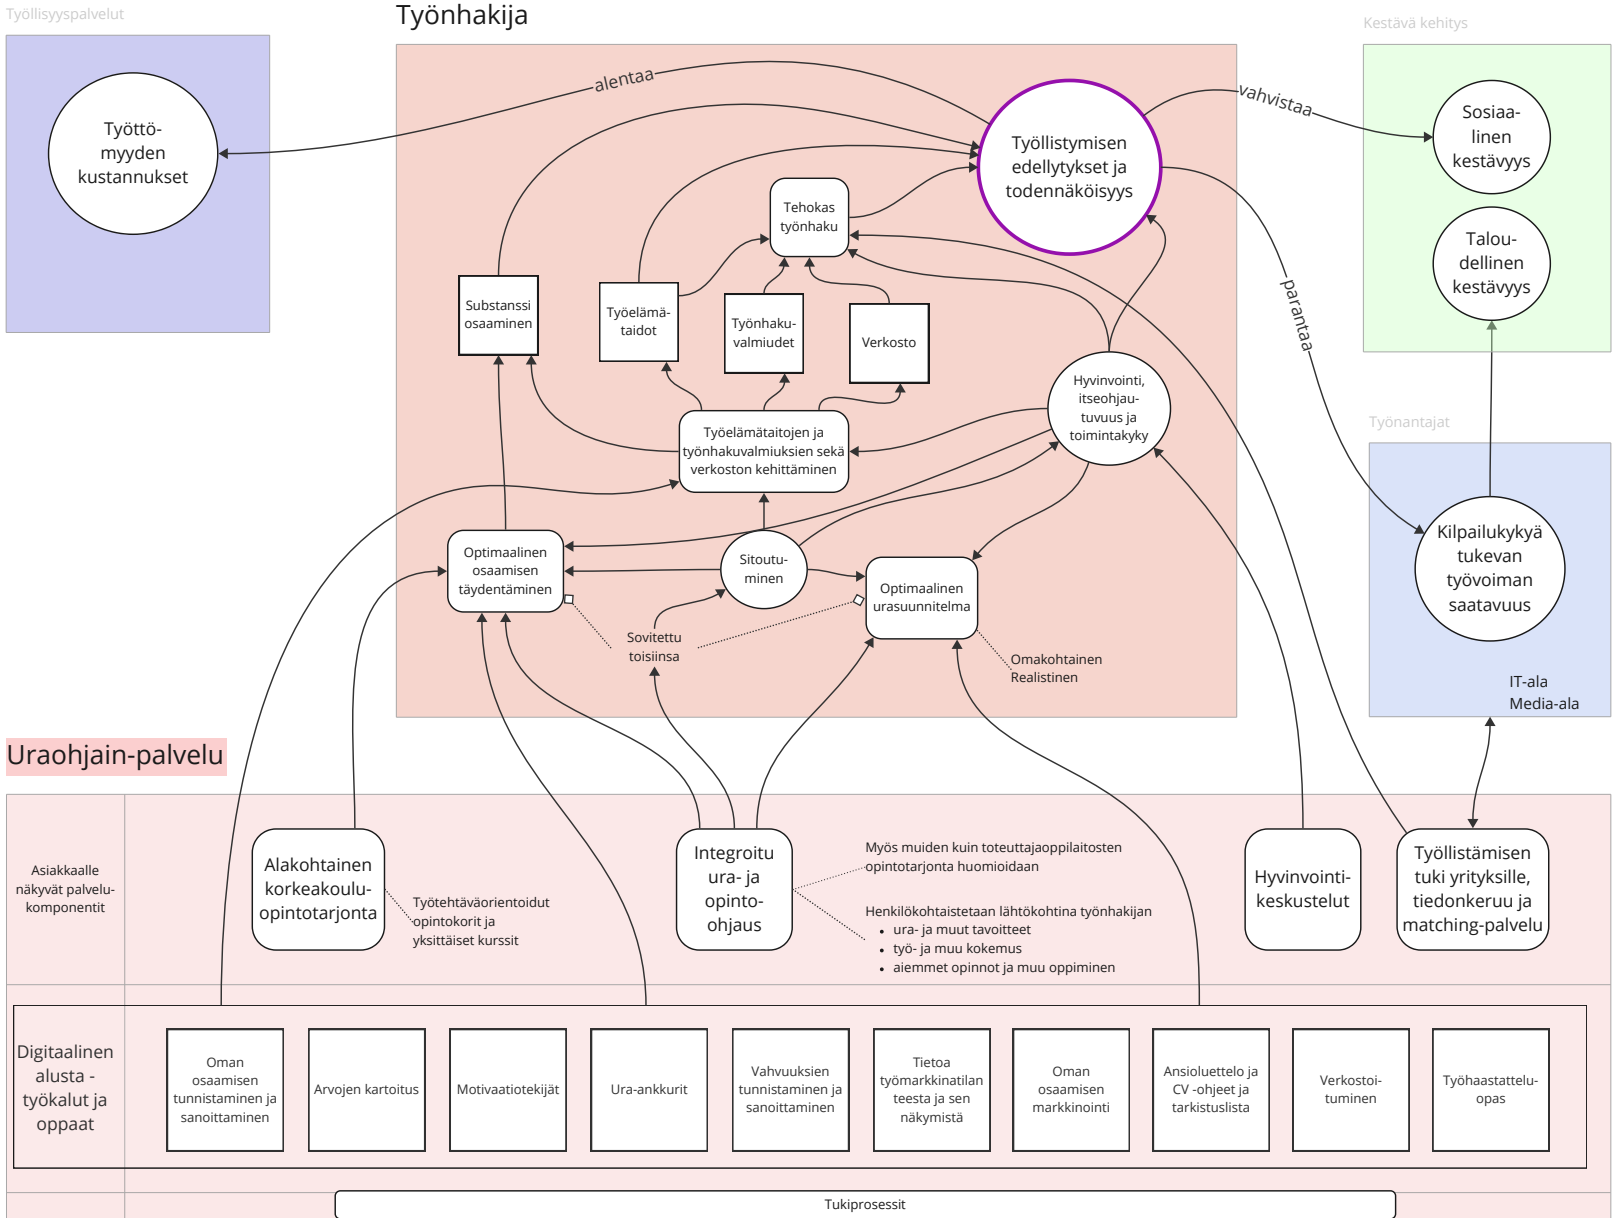 Työllisyyspalvelut
Työnhakija
Kestävä kehitys
alentaa
vahvistaa
Työttö-
myyden
kustannukset
Työllistymisen
edellytykset ja
todennäköisyys
Sosiaa-
linen
kestävyys
Talou-
dellinen
kestävyys
Tehokas
työnhaku
parantaa
Substanssi
osaaminen
Työelämä-
taidot
Työnhaku-
valmiudet
Verkosto
Hyvinvointi,
itseohjau-
tuvuus ja
toimintakyky
Työnantajat
Työelämätaitojen ja
työnhakuvalmiuksien sekä
verkoston kehittäminen
Optimaalinen
osaamisen
täydentäminen
Sitoutu-
minen
Optimaalinen
urasuunnitelma
Kilpailukykyä
tukevan
työvoiman
saatavuus
Sovitettu
toisiinsa
Omakohtainen
Realistinen
IT-ala
Media-ala
Uraohjain-palvelu
Asiakkaalle
näkyvät palvelu-
komponentit
Alakohtainen
korkeakoulu-
opintotarjonta
Työtehtäväorientoidut
opintokorit ja
yksittäiset kurssit
Integroitu
ura- ja
opinto-
ohjaus
Myös muiden kuin toteuttajaoppilaitosten
opintotarjonta huomioidaan
Henkilökohtaistetaan lähtökohtina työnhakijan
• ura- ja muut tavoitteet
• työ- ja muu kokemus
• aiemmet opinnot ja muu oppiminen
Hyvinvointi-
keskustelut
Työllistämisen
tuki yrityksille,
tiedonkeruu ja
matching-palvelu
Digitaalinen
alusta -
työkalut ja
oppaat
Oman
osaamisen
tunnistaminen ja
sanoittaminen
Arvojen kartoitus
Motivaatiotekijät
Ura-ankkurit
Vahvuuksien
tunnistaminen ja
sanoittaminen
Tietoa
työmarkkinatilan
teesta ja sen
näkymistä
Oman
osaamisen
markkinointi
Ansioluettelo ja
CV -ohjeet ja
tarkistuslista
Verkostoi-
tuminen
Työhaastattelu-
opas
Tukiprosessit